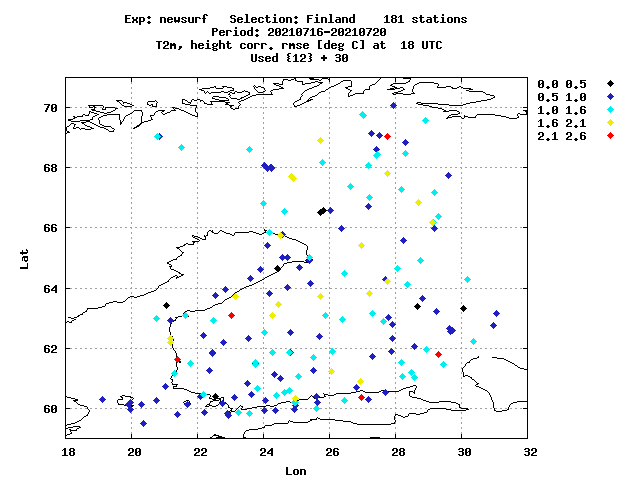 Exp: newsurf Selection: Finland 181 stations
Period: 20210716-20210720
T2m, height corr. rmse [deg C] at 18 UTC
Used {12} + 30
0.0 0.5
0.5 1.0
1.0 1.6
1.6 2.1
2.1 2.6
70
68
66
64
62
60
Lat
18 20 22 24 26 28 30 32
Lon